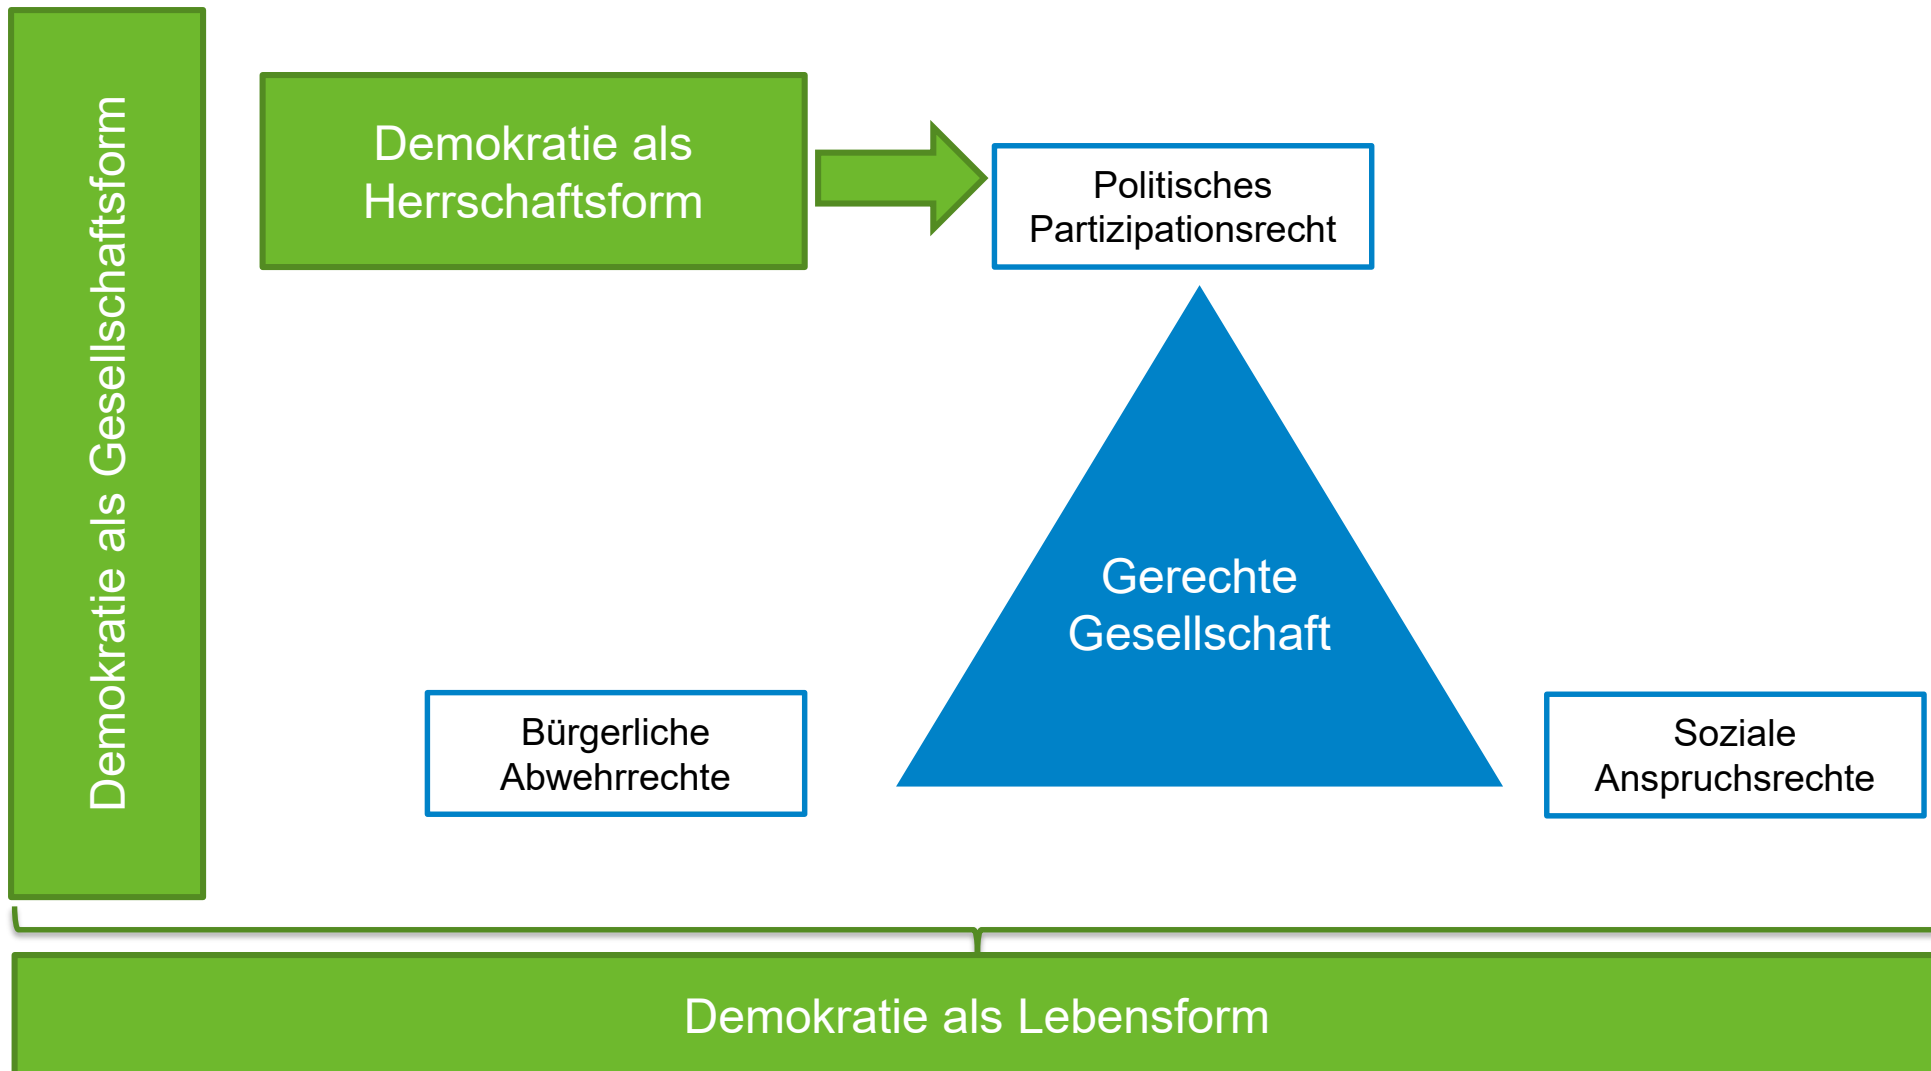 Demokratie als Gesellschaftsform
Demokratie als
Herrschaftsform
Politisches
Partizipationsrecht
Gerechte
Gesellschaft
Bürgerliche
Abwehrrechte
Soziale
Anspruchsrechte
Demokratie als Lebensform